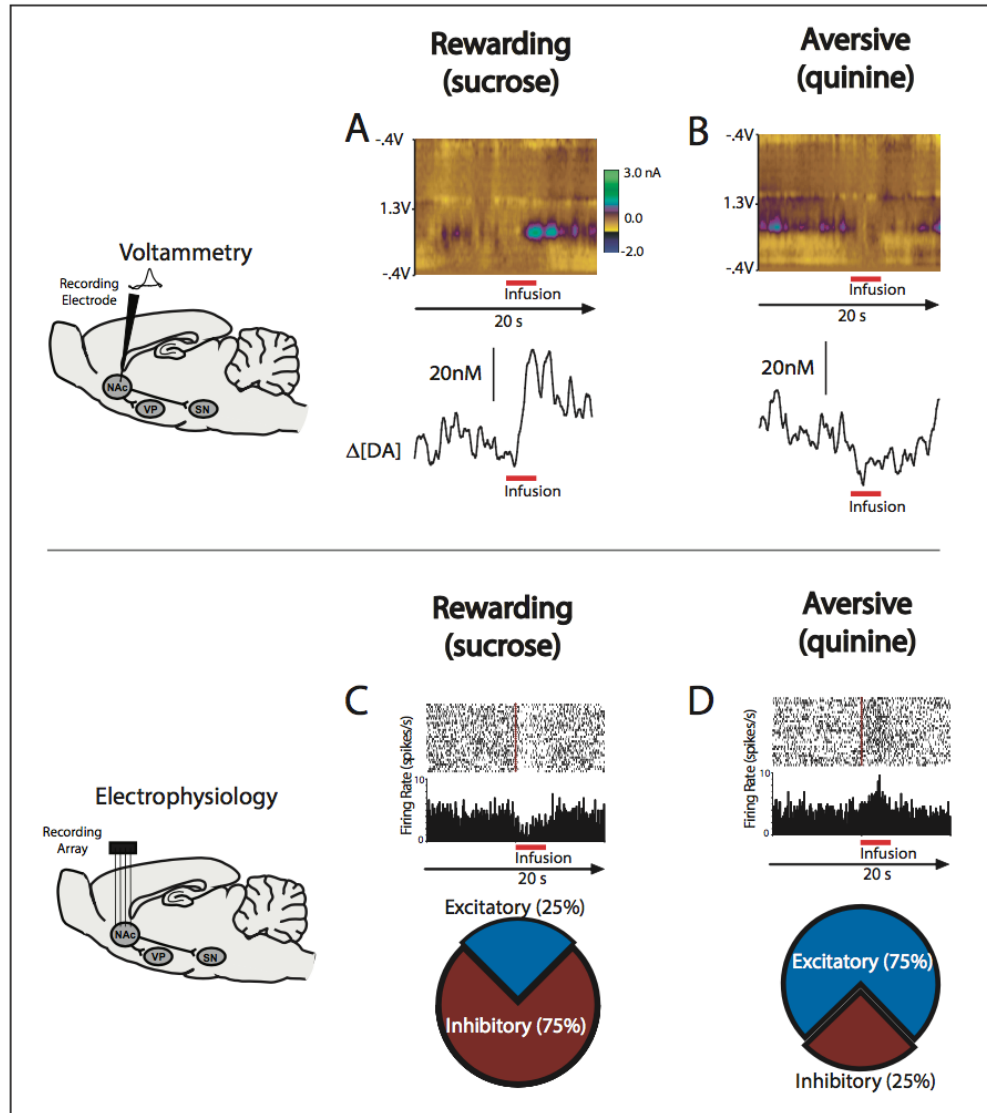 Rewarding
(sucrose)
Aversive
(quinine)
Voltammetry
Recording
Electrode
NAc
VP
SN
A
-.4V
1.3V
-.4V
3.0 nA
0.0
-2.0
Infusion
20 s
20nM
Δ[DA]
Infusion
B
-.4V
1.3V
-.4V
Infusion
20 s
20nM
Infusion
Rewarding
(sucrose)
Aversive
(quinine)
Electrophysiology
Recording
Array
NAc
VP
SN
C
Firing Rate (spikes/s)
10
0
Infusion
20 s
Excitatory (25%)
Inhibitory (75%)
D
Firing Rate (spikes/s)
10
0
Infusion
20 s
Excitatory (75%)
Inhibitory (25%)